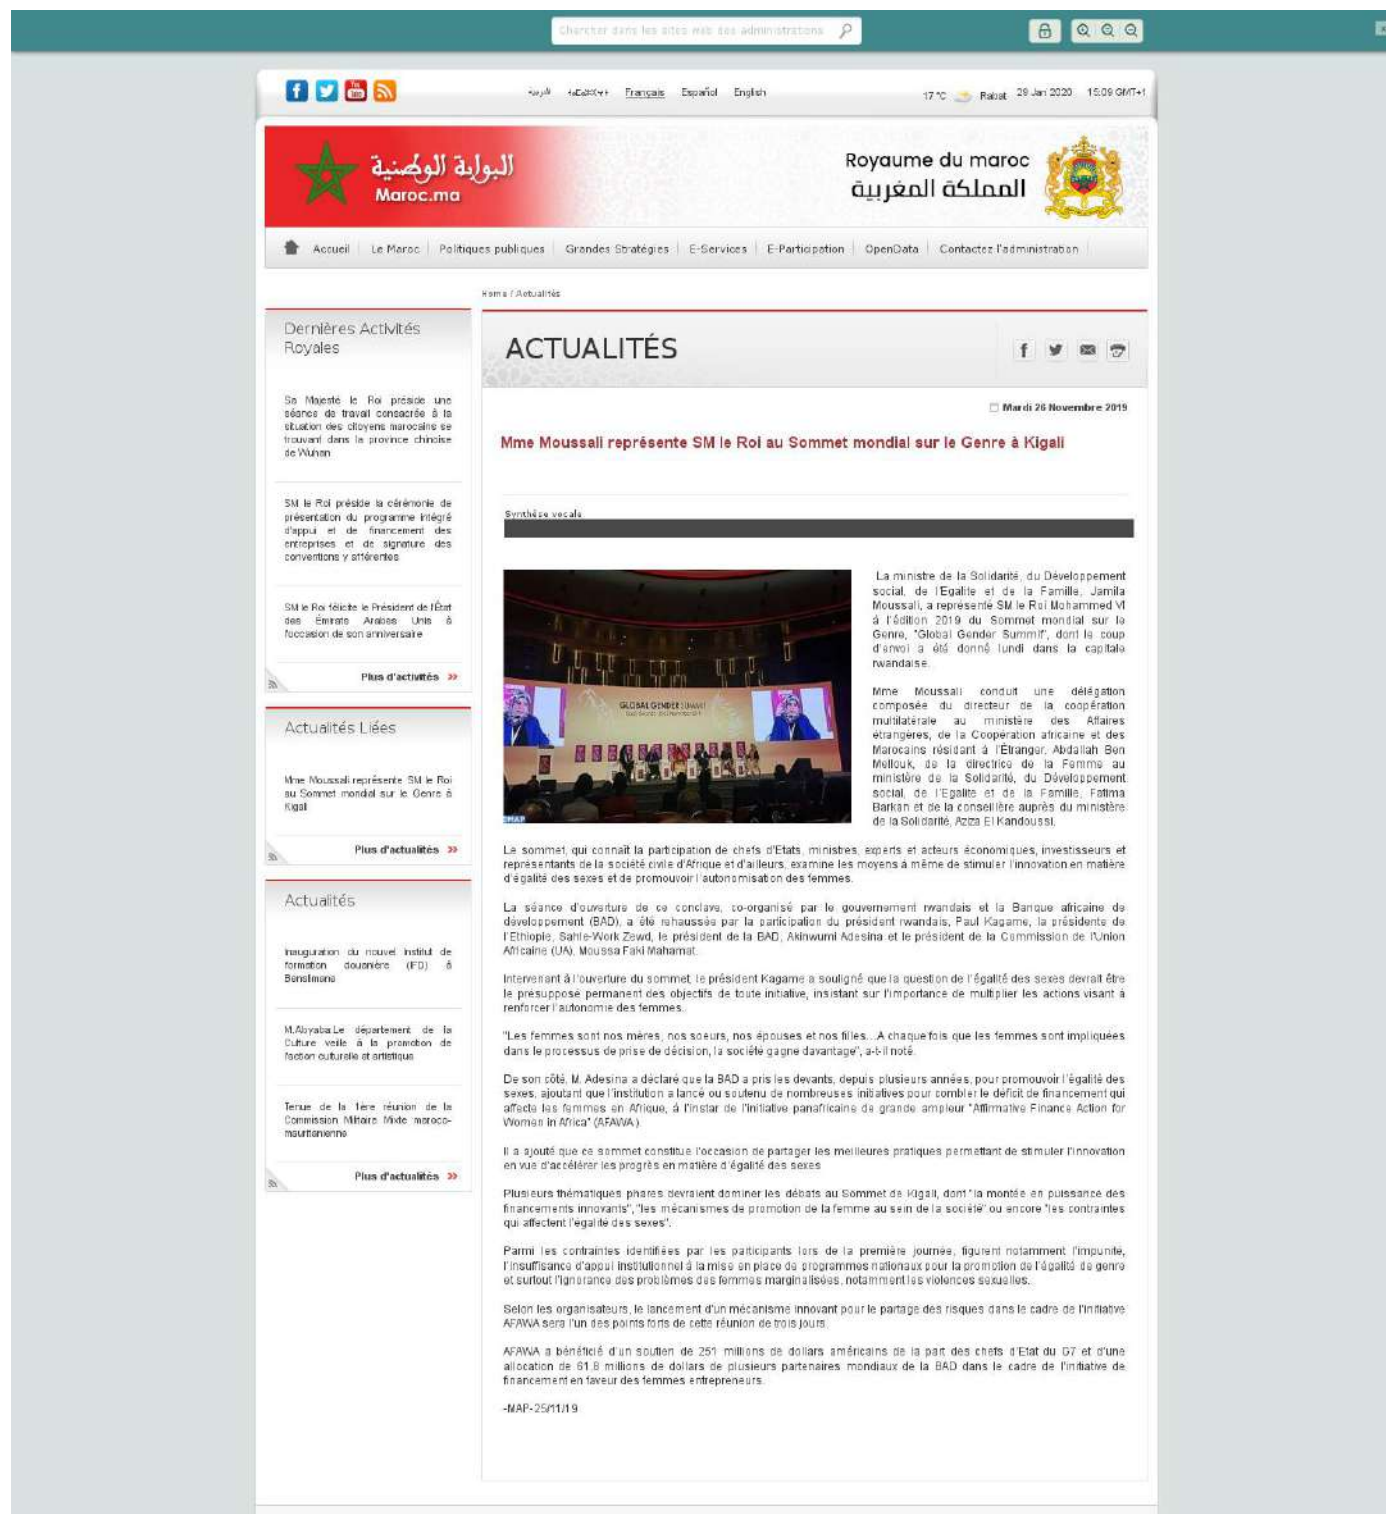 Chercher dans les sites web des administrations
Français Español English
17 °C Rabat 29 Jan 2020 15:09 GMT+1
البوابة الوطنية
Maroc.ma
Royaume du maroc
المملكة المغربية
Accueil Le Maroc Politiques publiques Grandes Stratégies E-Services E-Participation OpenData Contactez l'administration
Home / Actualités
Dernières Activités
Royales
Sa Majesté le Roi préside une
séance de travail consacrée à la
situation des citoyens marocains se
trouvant dans la province chinoise
de Wuhan
SM le Roi préside la cérémonie de
présentation du programme intégré
d'appui et de financement des
entreprises et de signature des
conventions y afférentes
SM le Roi félicite le Président de l'État
des Émirats Arabes Unis à
l'occasion de son anniversaire
Plus d'activités »
Actualités Liées
Mme Moussali représente SM le Roi
au Sommet mondial sur le Genre à
Kigali
Plus d'actualités »
Actualités
Inauguration du nouvel institut de
formation douanière (IFD) à
Benslimane
M.Abyaba:Le département de la
Culture veille à la promotion de
l'action culturelle et artistique
Tenue de la 1ère réunion de la
Commission Militaire Mixte maroco-
mauritanienne
Plus d'actualités »
ACTUALITÉS
Mardi 26 Novembre 2019
Mme Moussali représente SM le Roi au Sommet mondial sur le Genre à Kigali
Synthèse vocale
GLOBAL GENDER SUMMIT
La ministre de la Solidarité, du Développement
social, de l'Egalite et de la Famille, Jamila
Moussali, a représenté SM le Roi Mohammed VI
à l'édition 2019 du Sommet mondial sur le
Genre, "Global Gender Summit", dont le coup
d'envoi a été donné lundi dans la capitale
rwandaise.
Mme Moussali conduit une délégation
composée du directeur de la coopération
multilatérale au ministère des Affaires
étrangères, de la Coopération africaine et des
Marocains résidant à l'Étranger, Abdallah Ben
Mellouk, de la directrice de la Femme au
ministère de la Solidarité, du Développement
social, de l'Egalite et de la Famille, Fatima
Barkan et de la conseillère auprès du ministère
de la Solidarité, Aziza El Kandoussi.
Le sommet, qui connaît la participation de chefs d'Etats, ministres, experts et acteurs économiques, investisseurs et
représentants de la société civile d'Afrique et d'ailleurs, examine les moyens à même de stimuler l'innovation en matière
d'égalité des sexes et de promouvoir l'autonomisation des femmes.
La séance d'ouverture de ce conclave, co-organisé par le gouvernement rwandais et la Banque africaine de
développement (BAD), a été rehaussée par la participation du président rwandais, Paul Kagame, la présidente de
l'Ethiopie, Sahle-Work Zewd, le président de la BAD, Akinwumi Adesina et le président de la Commission de l'Union
Africaine (UA), Moussa Faki Mahamat.
Intervenant à l'ouverture du sommet, le président Kagame a souligné que la question de l'égalité des sexes devrait être
le présupposé permanent des objectifs de toute initiative, insistant sur l'importance de multiplier les actions visant à
renforcer l'autonomie des femmes.
"Les femmes sont nos mères, nos soeurs, nos épouses et nos filles...A chaque fois que les femmes sont impliquées
dans le processus de prise de décision, la société gagne davantage", a-t-il noté.
De son côté, M. Adesina a déclaré que la BAD a pris les devants, depuis plusieurs années, pour promouvoir l'égalité des
sexes, ajoutant que l'institution a lancé ou soutenu de nombreuses initiatives pour combler le déficit de financement qui
affecte les femmes en Afrique, à l'instar de l'initiative panafricaine de grande ampleur "Affirmative Finance Action for
Women in Africa" (AFAWA).
Il a ajouté que ce sommet constitue l'occasion de partager les meilleures pratiques permettant de stimuler l'innovation
en vue d'accélérer les progrès en matière d'égalité des sexes
Plusieurs thématiques phares devraient dominer les débats au Sommet de Kigali, dont "la montée en puissance des
financements innovants", "les mécanismes de promotion de la femme au sein de la société" ou encore "les contraintes
qui affectent l'égalité des sexes".
Parmi les contraintes identifiées par les participants lors de la première journée, figurent notamment l'impunité,
l'insuffisance d'appui institutionnel à la mise en place de programmes nationaux pour la promotion de l'égalité de genre
et surtout l'ignorance des problèmes des femmes marginalisées, notamment les violences sexuelles.
Selon les organisateurs, le lancement d'un mécanisme innovant pour le partage des risques dans le cadre de l'initiative
AFAWA sera l'un des points forts de cette réunion de trois jours.
AFAWA a bénéficié d'un soutien de 251 millions de dollars américains de la part des chefs d'Etat du G7 et d'une
allocation de 61,8 millions de dollars de plusieurs partenaires mondiaux de la BAD dans le cadre de l'initiative de
financement en faveur des femmes entrepreneurs.
-MAP-25/11/19